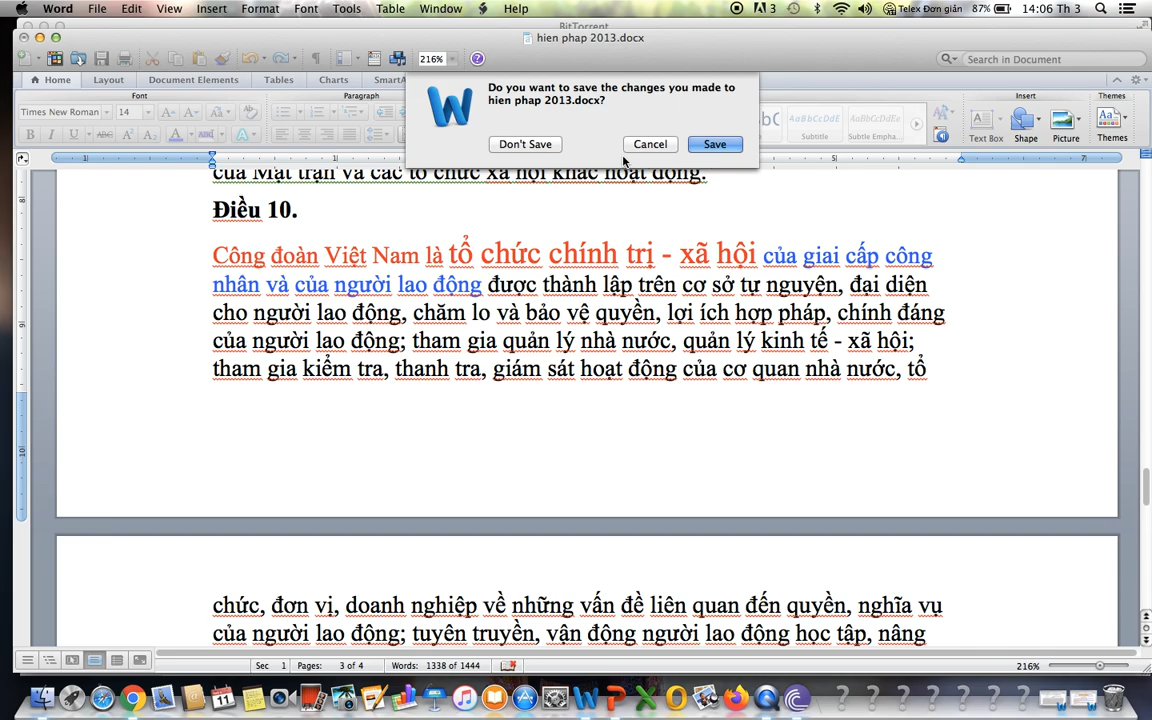 Word File Edit View Insert Format Font Tools Table Window Help
3 Telex Đơn giản 87% 14:06 Th 3
BitTorrent
hien phap 2013.docx
216%
Search in Document
Home Layout Document Elements Tables Charts SmartA
Do you want to save the changes you made to
hien phap 2013.docx?
Don't Save Cancel Save
Font Paragraph Insert Themes
Times New Roman 14
AaBbCcDdE AaBbCcDdEe
Subtitle Subtle Empha...
Text Box Shape Picture Themes
của Mặt trận và các tổ chức xã hội khác hoạt động.
Điều 10.
Công đoàn Việt Nam là tổ chức chính trị - xã hội của giai cấp công
nhân và của người lao động được thành lập trên cơ sở tự nguyện, đại diện
cho người lao động, chăm lo và bảo vệ quyền, lợi ích hợp pháp, chính đáng
của người lao động; tham gia quản lý nhà nước, quản lý kinh tế - xã hội;
tham gia kiểm tra, thanh tra, giám sát hoạt động của cơ quan nhà nước, tổ
chức, đơn vị, doanh nghiệp về những vấn đề liên quan đến quyền, nghĩa vụ
của người lao động; tuyên truyền, vận động người lao động học tập, nâng
Sec 1 Pages: 3 of 4 Words: 1338 of 1444 216%